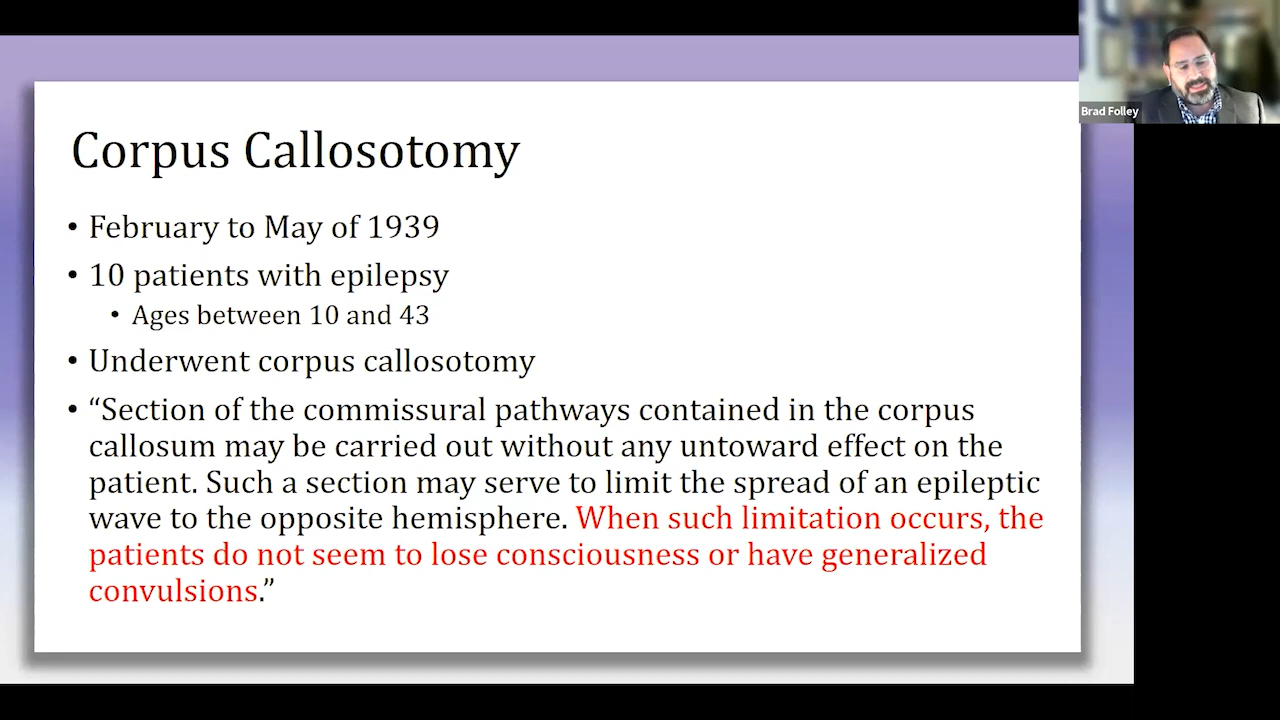 Brad Folley
Corpus Callosotomy
• February to May of 1939
• 10 patients with epilepsy
• Ages between 10 and 43
• Underwent corpus callosotomy
• “Section of the commissural pathways contained in the corpus
callosum may be carried out without any untoward effect on the
patient. Such a section may serve to limit the spread of an epileptic
wave to the opposite hemisphere. When such limitation occurs, the
patients do not seem to lose consciousness or have generalized
convulsions.”